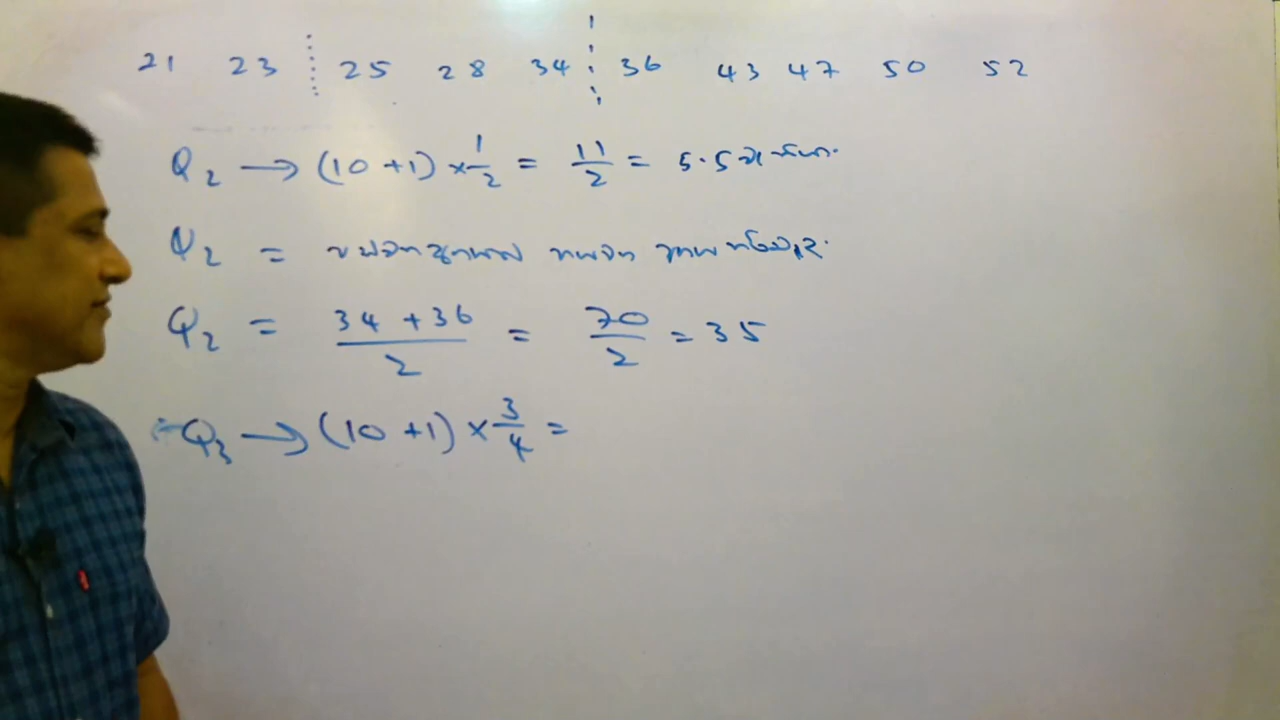 21 23 25 28 34 36 43 47 50 52
Q₂ → (10 + 1) × 1/2 = 11/2 = 5.5
Q₂ =
Q₂ = 34 + 36 / 2 = 70/2 = 35
Q₃ → (10 + 1) × 3/4 =